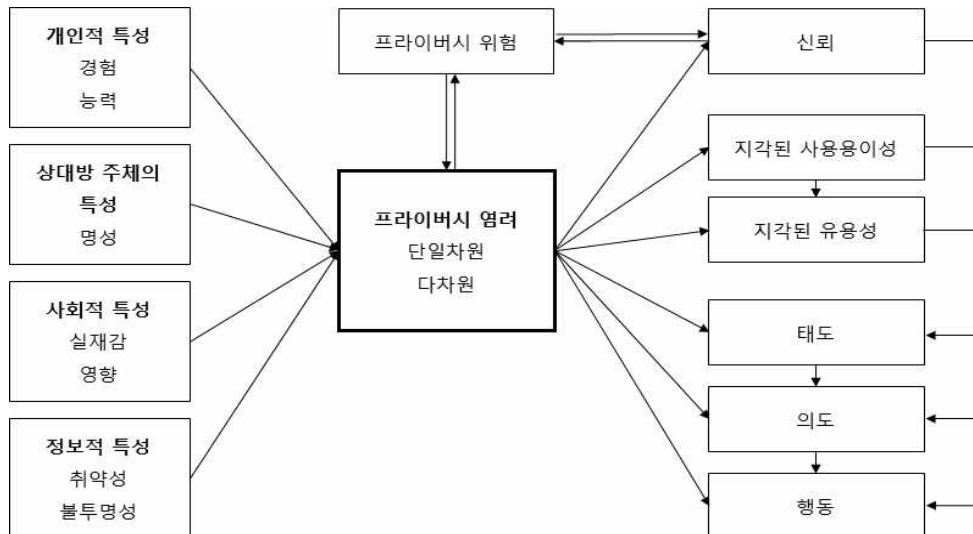 개인적 특성
경험
능력
상대방 주체의
특성
명성
사회적 특성
실재감
영향
정보적 특성
취약성
불투명성
프라이버시 위험
프라이버시 염려
단일차원
다차원
신뢰
지각된 사용용이성
지각된 유용성
태도
의도
행동